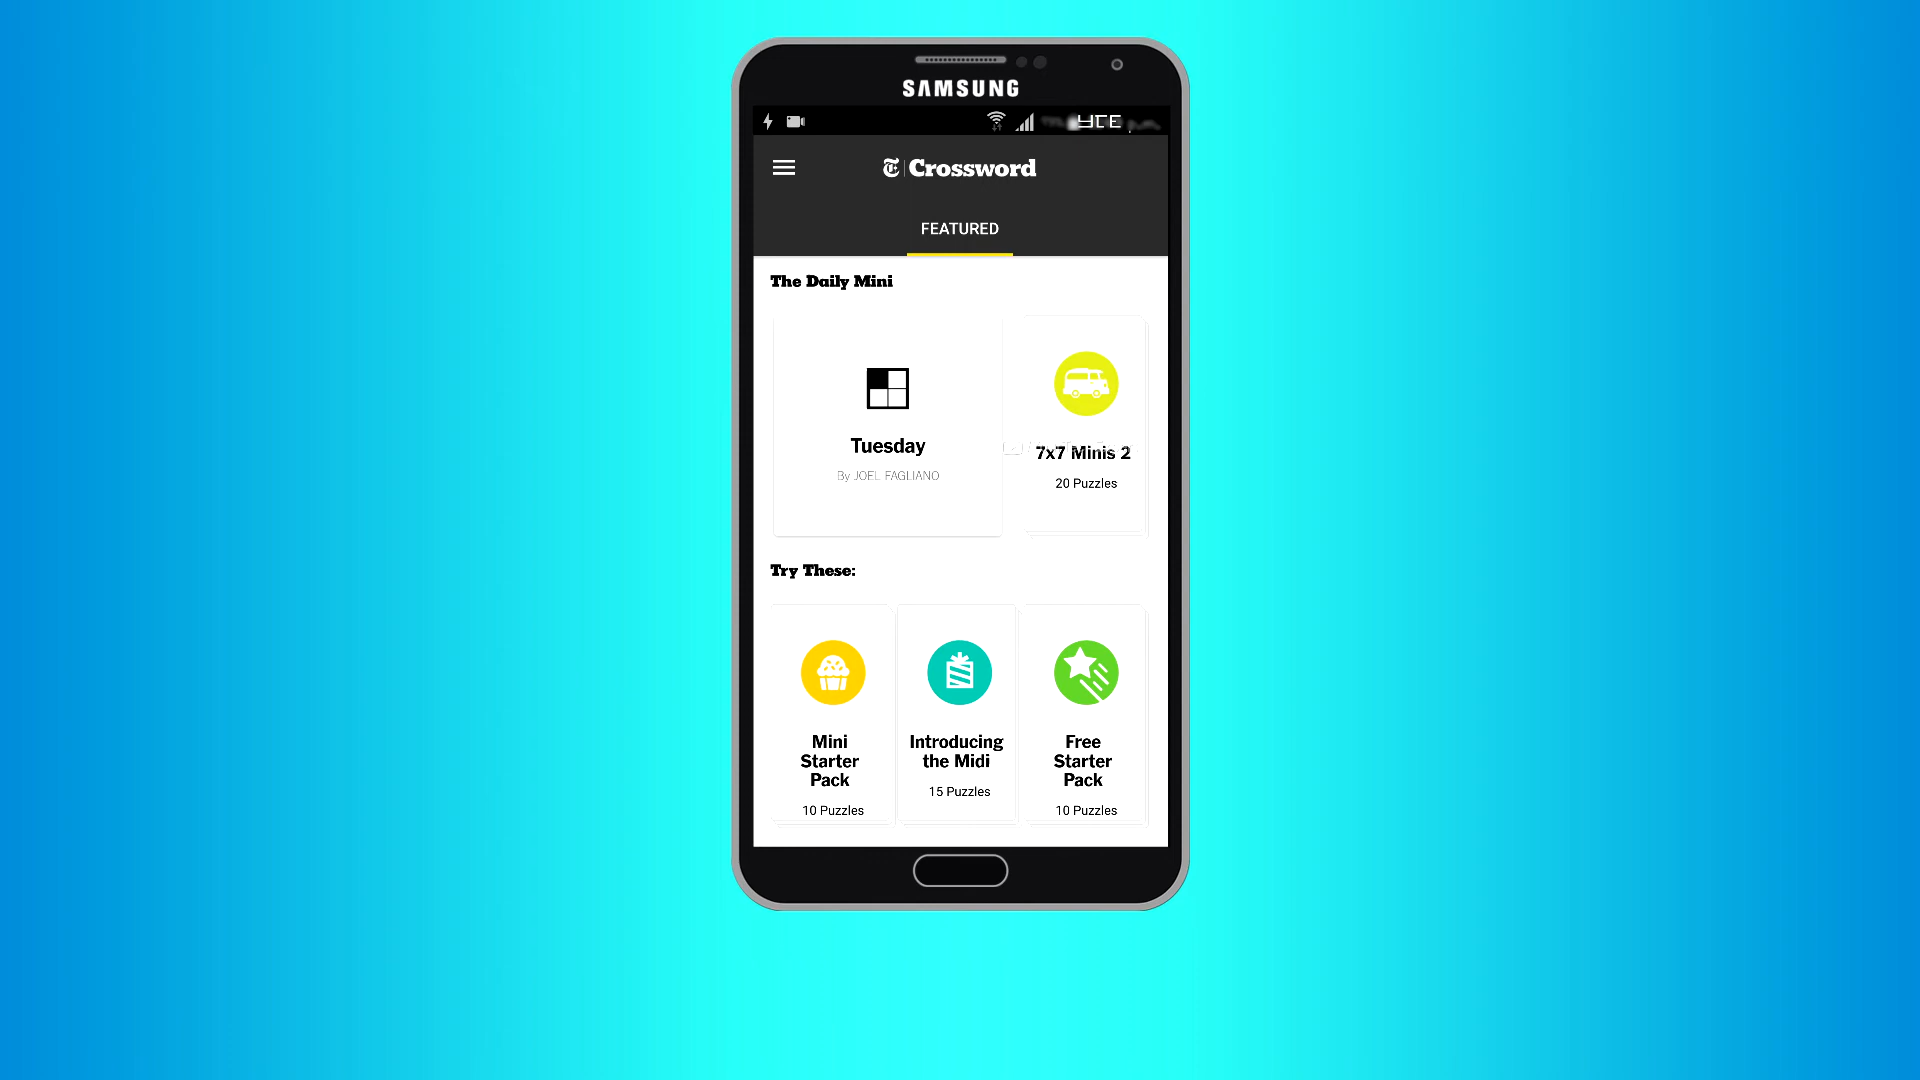 SAMSUNG
Crossword
FEATURED
The Daily Mini
Tuesday
By JOEL FAGLIANO
7x7 Minis 2
20 Puzzles
Try These:
Mini
Starter
Pack
10 Puzzles
Introducing
the Midi
15 Puzzles
Free
Starter
Pack
10 Puzzles